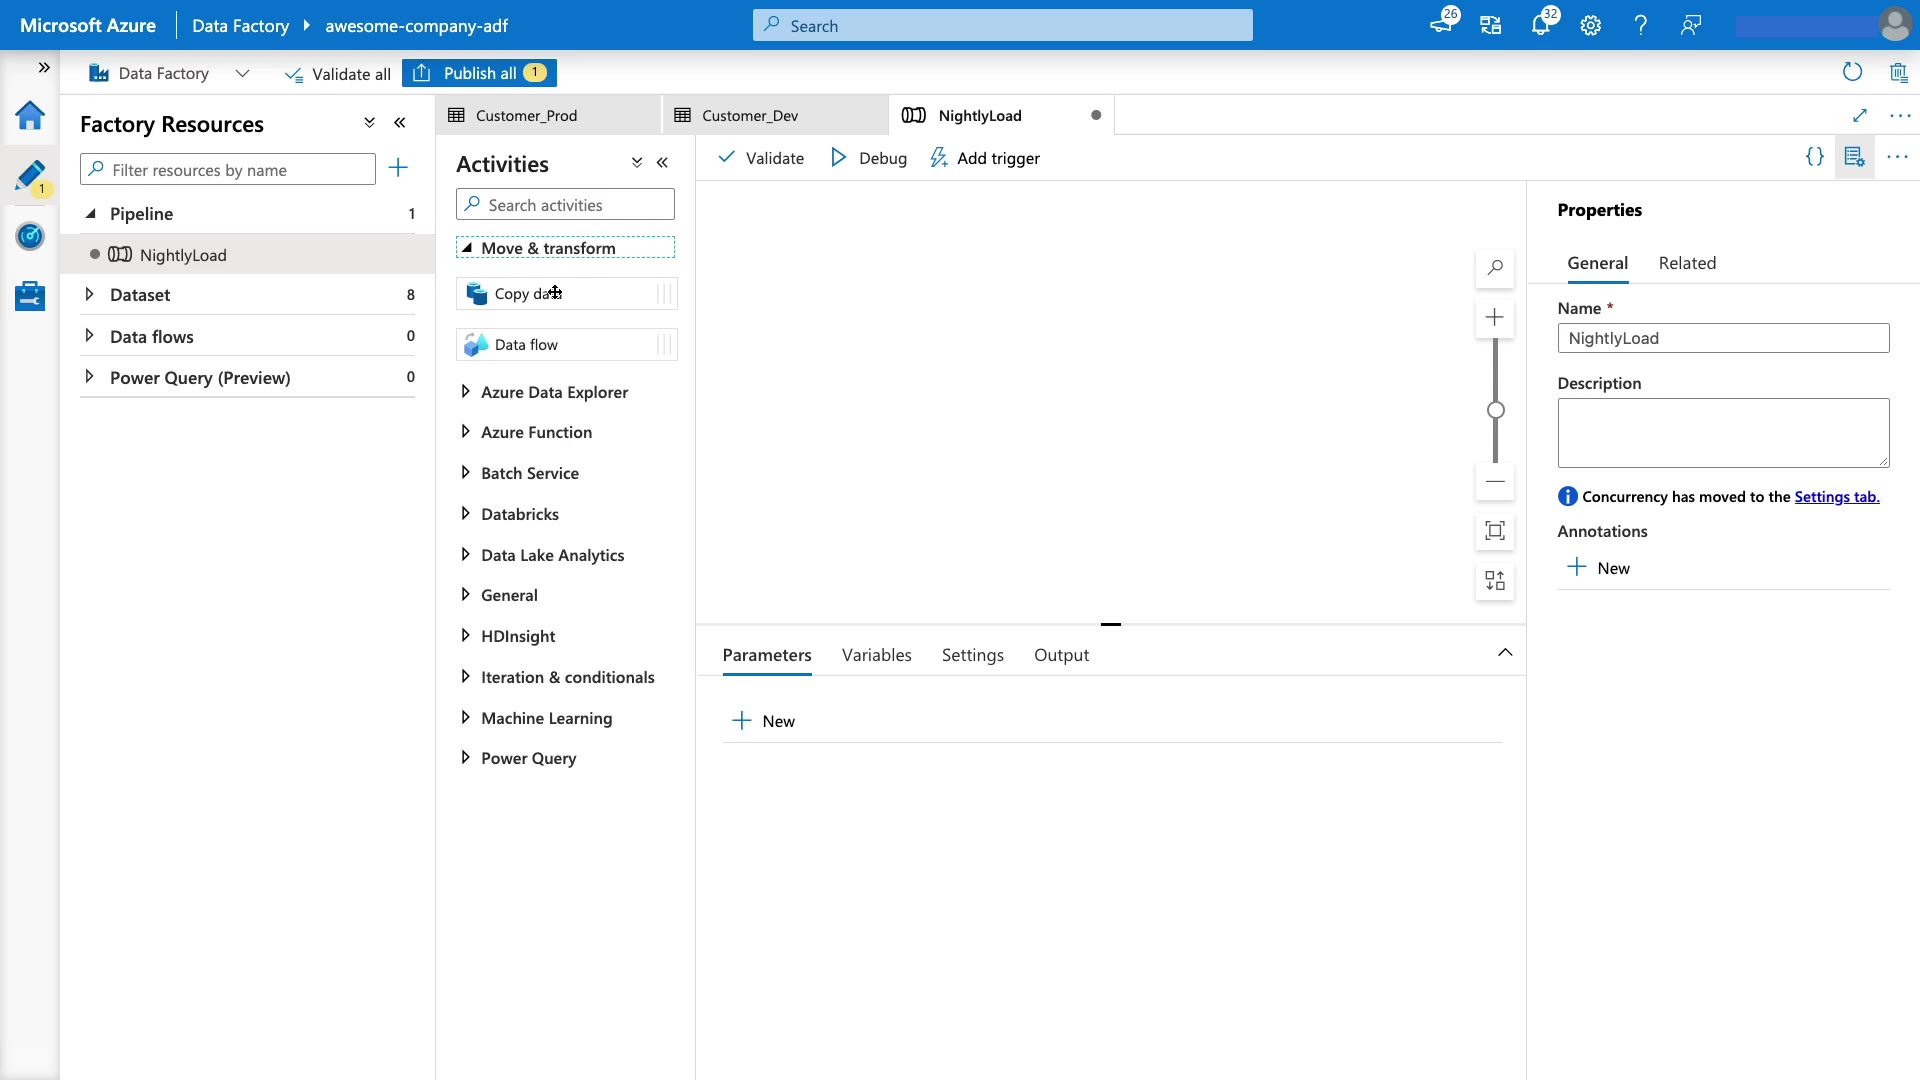 Microsoft Azure Data Factory awesome-company-adf Search 26 32
Data Factory Validate all Publish all 1
Factory Resources
Filter resources by name
1
Pipeline 1
NightlyLoad
Dataset 8
Data flows 0
Power Query (Preview) 0
Customer_Prod Customer_Dev NightlyLoad
Activities
Search activities
Move & transform
Copy data
Data flow
Azure Data Explorer
Azure Function
Batch Service
Databricks
Data Lake Analytics
General
HDInsight
Iteration & conditionals
Machine Learning
Power Query
Validate Debug Add trigger
Parameters Variables Settings Output
New
Properties
General Related
Name *
NightlyLoad
Description
Concurrency has moved to the Settings tab.
Annotations
New